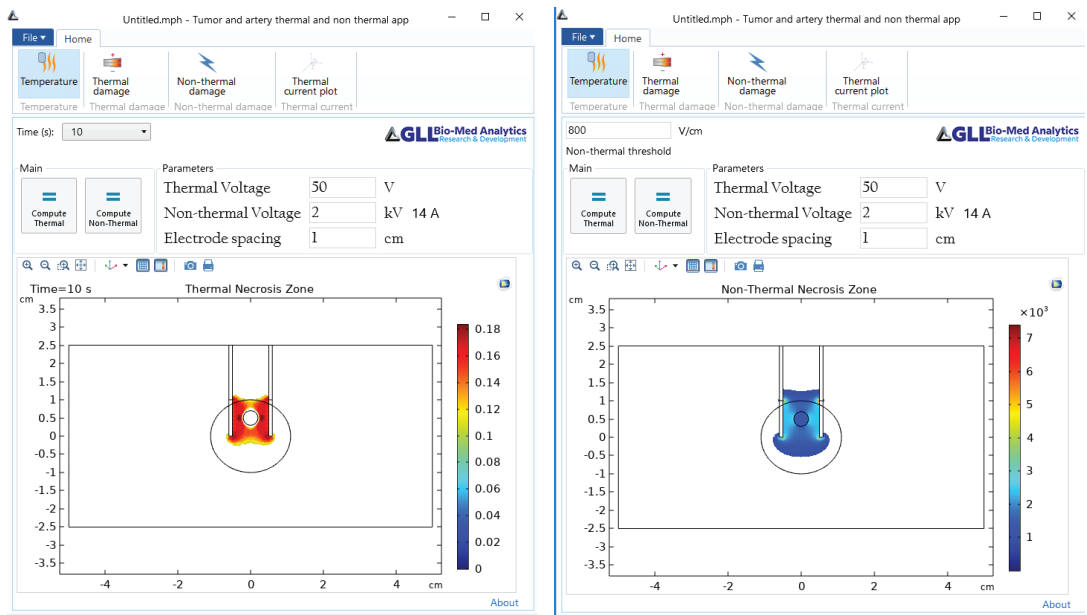 Untitled.mph - Tumor and artery thermal and non thermal app
File Home
Temperature Thermal damage Non-thermal damage Thermal current plot
Temperature Thermal damage Non-thermal damage Thermal current
Time (s): 10
AGLL Bio-Med Analytics
Research & Development
Main Parameters
Compute Thermal Compute Non-Thermal
Thermal Voltage 50 V
Non-thermal Voltage 2 kV 14 A
Electrode spacing 1 cm
Time=10 s Thermal Necrosis Zone
cm
3.5
3
2.5
2
1.5
1
0.5
0
-0.5
-1
-1.5
-2
-2.5
-3
-3.5
-4 -2 0 2 4 cm
0.18
0.16
0.14
0.12
0.1
0.08
0.06
0.04
0.02
0
About
Untitled.mph - Tumor and artery thermal and non thermal app
File Home
Temperature Thermal damage Non-thermal damage Thermal current plot
Temperature Thermal damage Non-thermal damage Thermal current
800 V/cm
Non-thermal threshold
AGLL Bio-Med Analytics
Research & Development
Main Parameters
Compute Thermal Compute Non-Thermal
Thermal Voltage 50 V
Non-thermal Voltage 2 kV 14 A
Electrode spacing 1 cm
Non-Thermal Necrosis Zone
cm
3.5
3
2.5
2
1.5
1
0.5
0
-0.5
-1
-1.5
-2
-2.5
-3
-3.5
-4 -2 0 2 4 cm
×10³
7
6
5
4
3
2
1
About